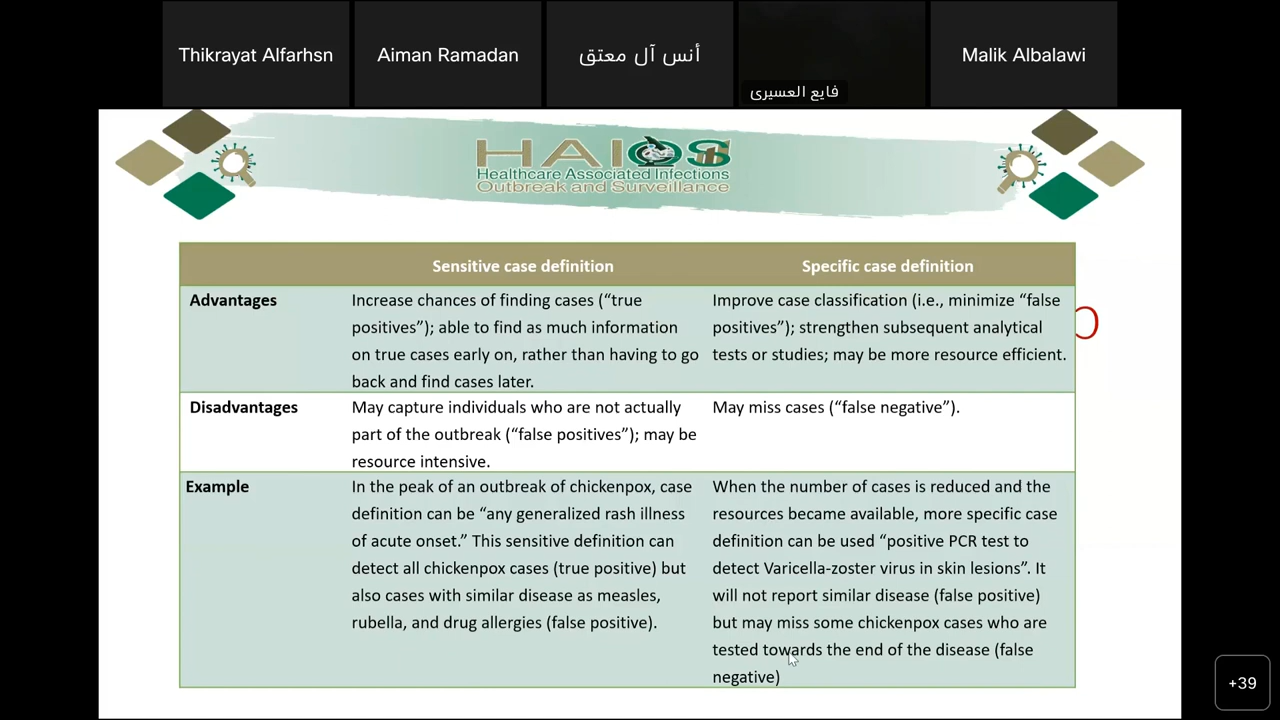 Thikrayat Alfarhsn
Aiman Ramadan
أنس آل معتق
فايع العسيرى
Malik Albalawi
HAIOS
Healthcare Associated Infections
Outbreak and Surveillance
Sensitive case definition
Specific case definition
Advantages
Increase chances of finding cases (“true
positives”); able to find as much information
on true cases early on, rather than having to go
back and find cases later.
Improve case classification (i.e., minimize “false
positives”); strengthen subsequent analytical
tests or studies; may be more resource efficient.
Disadvantages
May capture individuals who are not actually
part of the outbreak (“false positives”); may be
resource intensive.
May miss cases (“false negative”).
Example
In the peak of an outbreak of chickenpox, case
definition can be “any generalized rash illness
of acute onset.” This sensitive definition can
detect all chickenpox cases (true positive) but
also cases with similar disease as measles,
rubella, and drug allergies (false positive).
When the number of cases is reduced and the
resources became available, more specific case
definition can be used “positive PCR test to
detect Varicella-zoster virus in skin lesions”. It
will not report similar disease (false positive)
but may miss some chickenpox cases who are
tested towards the end of the disease (false
negative)
+39